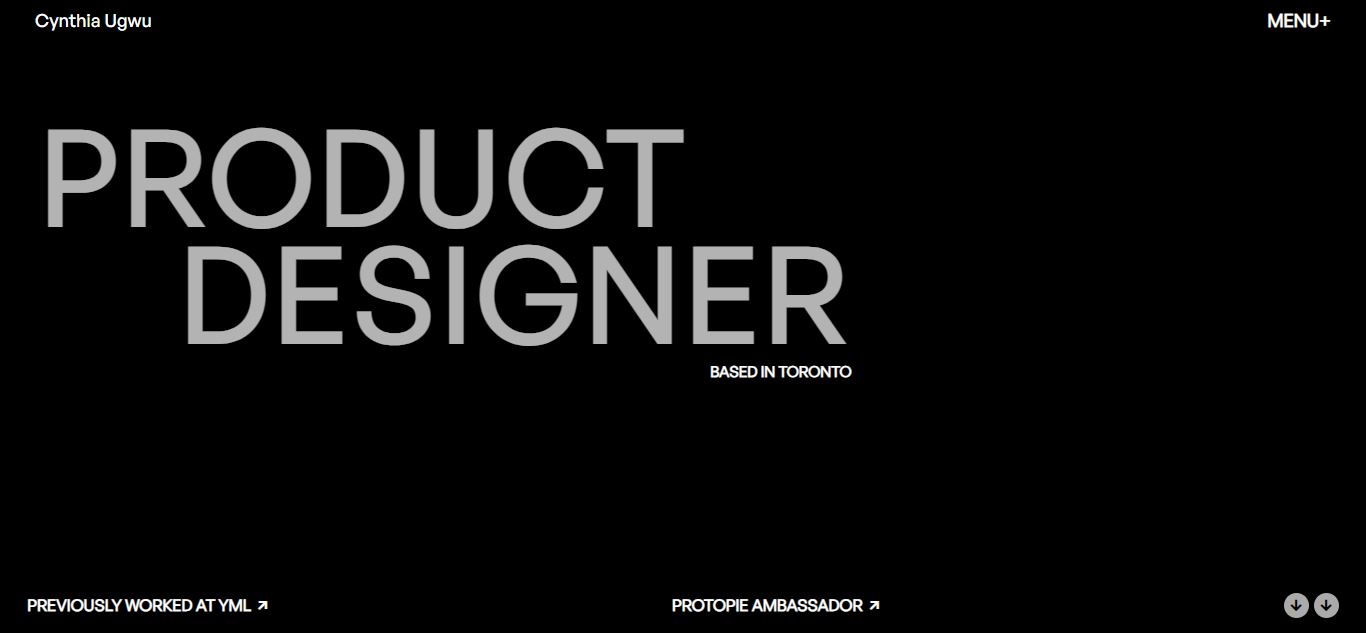 Cynthia Ugwu
MENU+
PRODUCT
DESIGNER
BASED IN TORONTO
PREVIOUSLY WORKED AT YML ↗
PROTOPIE AMBASSADOR ↗